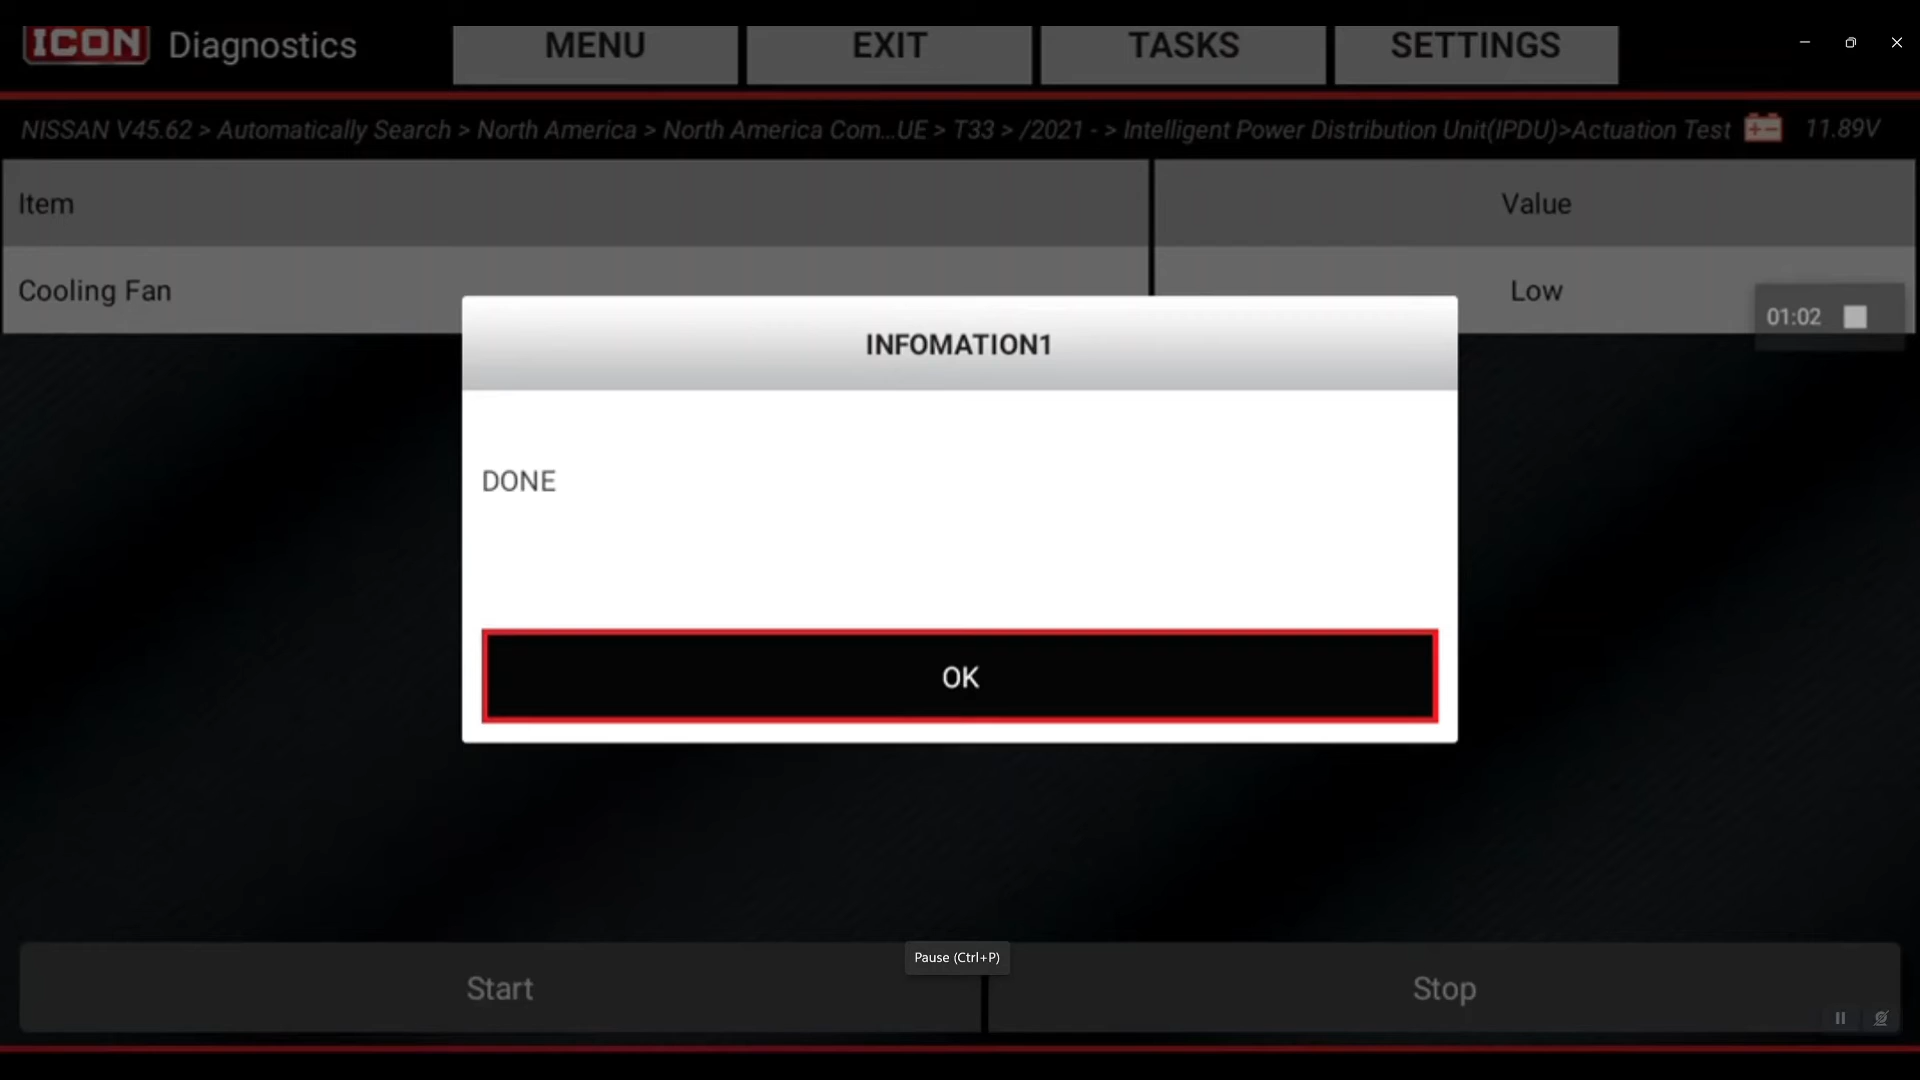 ICON Diagnostics MENU EXIT TASKS SETTINGS
NISSAN V45.62 > Automatically Search > North America > North America Com...UE > T33 > /2021 - > Intelligent Power Distribution Unit(IPDU)>Actuation Test 11.89V
Item Value
Cooling Fan Low
01:02
INFOMATION1
DONE
OK
Pause (Ctrl+P)
Start Stop